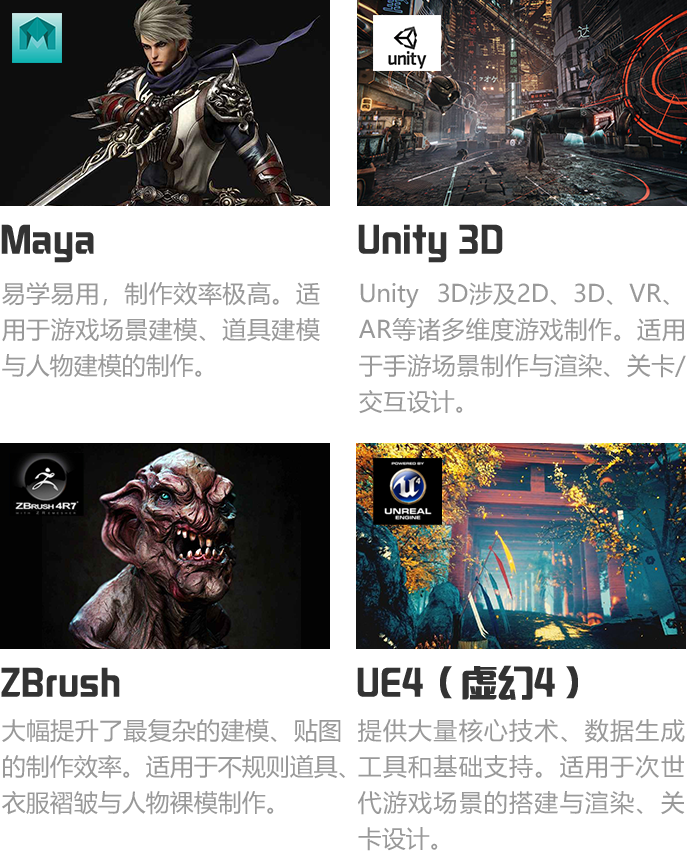 unity
Maya
易学易用，制作效率极高。适
用于游戏场景建模、道具建模
与人物建模的制作。
Unity 3D
Unity 3D涉及2D、3D、VR、
AR等诸多维度游戏制作。适用
于手游场景制作与渲染、关卡/
交互设计。
ZBRUSH 4R7
ZBrush
大幅提升了最复杂的建模、贴图
的制作效率。适用于不规则道具、
衣服褶皱与人物裸模制作。
POWERED BY
UNREAL
ENGINE
UE4（虚幻4）
提供大量核心技术、数据生成
工具和基础支持。适用于次世
代游戏场景的搭建与渲染、关
卡设计。